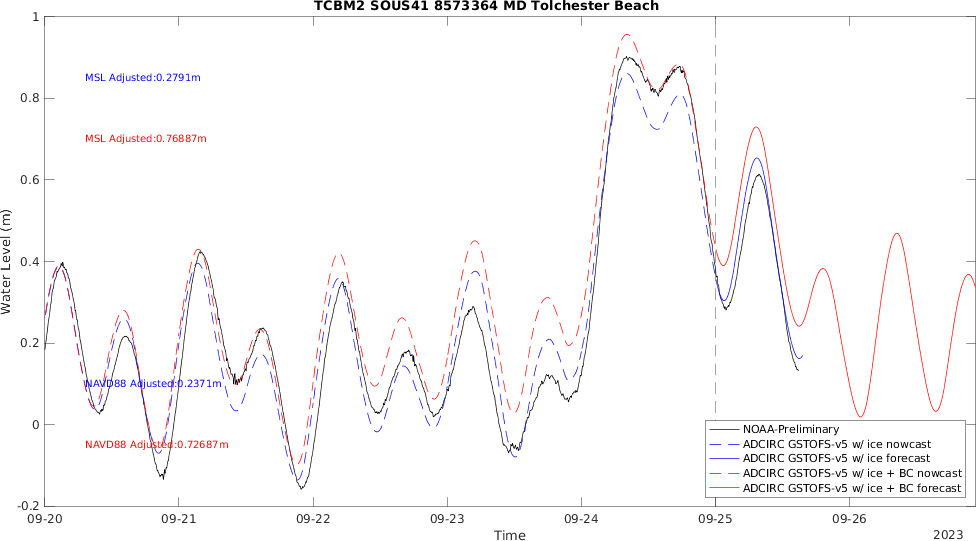 TCBM2 SOUS41 8573364 MD Tolchester Beach
Water Level (m)
1
0.8
0.6
0.4
0.2
0
-0.2
MSL Adjusted:0.2791m
MSL Adjusted:0.76887m
NAVD88 Adjusted:0.2371m
NAVD88 Adjusted:0.72687m
NOAA-Preliminary
ADCIRC GSTOFS-v5 w/ ice nowcast
ADCIRC GSTOFS-v5 w/ ice forecast
ADCIRC GSTOFS-v5 w/ ice + BC nowcast
ADCIRC GSTOFS-v5 w/ ice + BC forecast
09-20 09-21 09-22 09-23 09-24 09-25 09-26
Time
2023